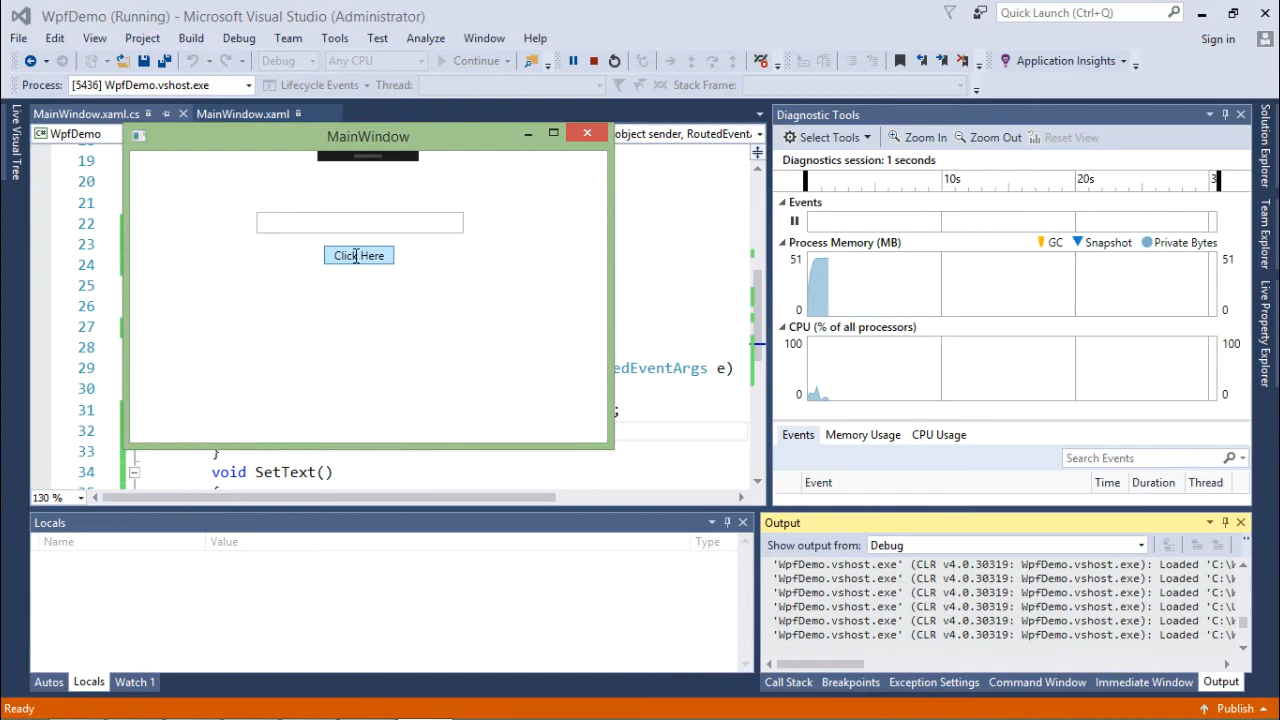 WpfDemo (Running) - Microsoft Visual Studio (Administrator)
Quick Launch (Ctrl+Q)
File Edit View Project Build Debug Team Tools Test Analyze Window Help
Sign in
Debug Any CPU Continue Application Insights
Process: [5436] WpfDemo.vshost.exe Lifecycle Events Thread: Stack Frame:
MainWindow.xaml.cs MainWindow.xaml
WpfDemo
MainWindow
object sender, RoutedEventA
Click Here
19
20
21
22
23
24
25
26
27
28
29 edEventArgs e)
30
31 ;
32
33 }
34 void SetText()
130 %
Live Visual Tree
Diagnostic Tools
Select Tools Zoom In Zoom Out Reset View
Diagnostics session: 1 seconds
10s 20s 3
Events
Process Memory (MB) GC Snapshot Private Bytes
51 51
0 0
CPU (% of all processors)
100 100
0 0
Events Memory Usage CPU Usage
Search Events
Event Time Duration Thread
Solution Explorer
Team Explorer
Live Property Explorer
Locals
Name Value Type
Autos Locals Watch 1
Output
Show output from: Debug
'WpfDemo.vshost.exe' (CLR v4.0.30319: WpfDemo.vshost.exe): Loaded 'C:\
'WpfDemo.vshost.exe' (CLR v4.0.30319: WpfDemo.vshost.exe): Loaded 'C:\
'WpfDemo.vshost.exe' (CLR v4.0.30319: WpfDemo.vshost.exe): Loaded 'C:\
'WpfDemo.vshost.exe' (CLR v4.0.30319: WpfDemo.vshost.exe): Loaded 'C:\
'WpfDemo.vshost.exe' (CLR v4.0.30319: WpfDemo.vshost.exe): Loaded 'C:\
'WpfDemo.vshost.exe' (CLR v4.0.30319: WpfDemo.vshost.exe): Loaded 'C:\
Call Stack Breakpoints Exception Settings Command Window Immediate Window Output
Ready
Publish